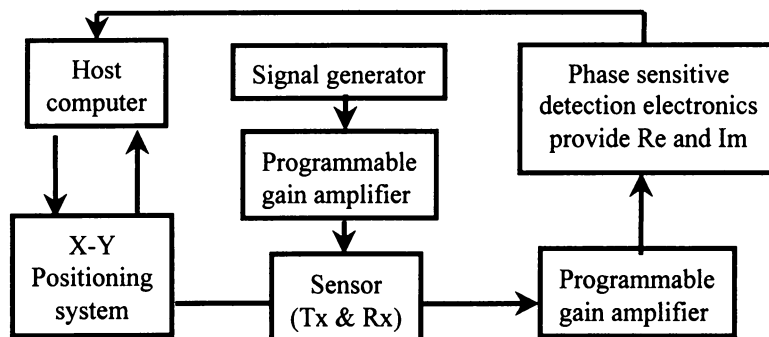 Host
computer
Signal generator
Phase sensitive
detection electronics
provide Re and Im
Programmable
gain amplifier
X-Y
Positioning
system
Sensor
(Tx & Rx)
Programmable
gain amplifier